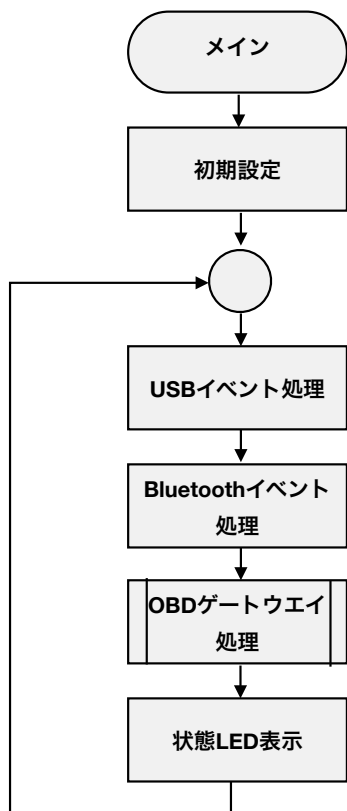 メイン
初期設定
USBイベント処理
Bluetoothイベント
処理
OBDゲートウエイ
処理
状態LED表示